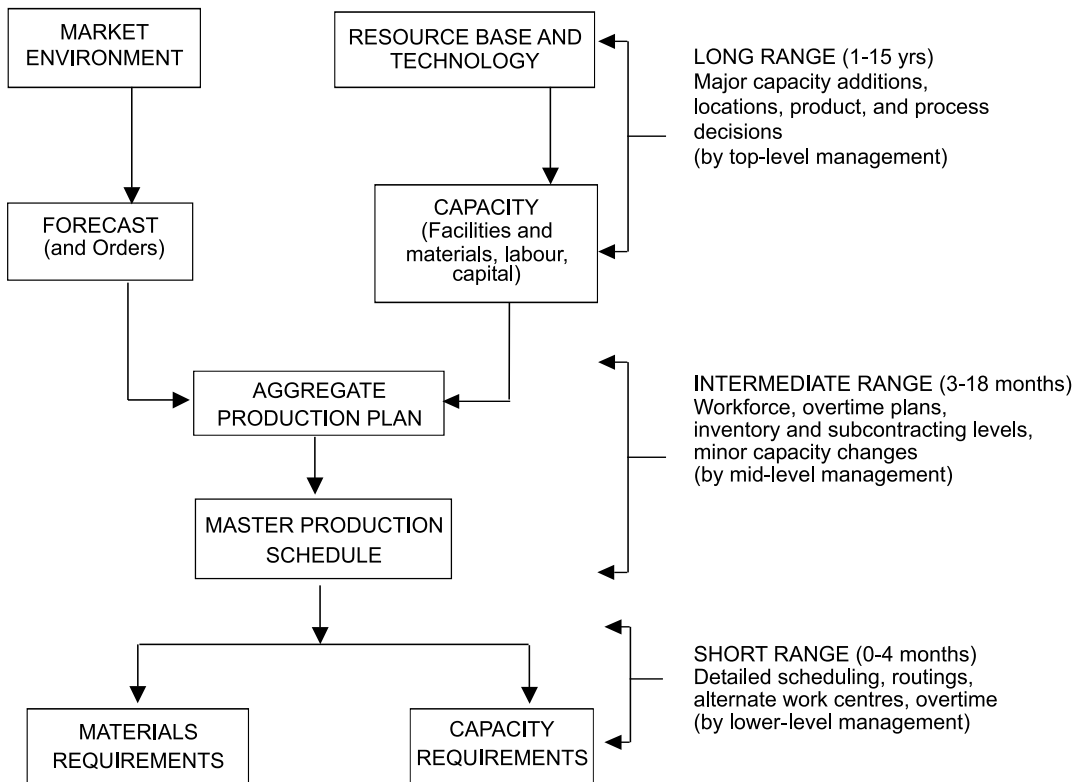 MARKET
ENVIRONMENT
RESOURCE BASE AND
TECHNOLOGY
LONG RANGE (1-15 yrs)
Major capacity additions,
locations, product, and process
decisions
(by top-level management)
FORECAST
(and Orders)
CAPACITY
(Facilities and
materials, labour,
capital)
AGGREGATE
PRODUCTION PLAN
INTERMEDIATE RANGE (3-18 months)
Workforce, overtime plans,
inventory and subcontracting levels,
minor capacity changes
(by mid-level management)
MASTER PRODUCTION
SCHEDULE
SHORT RANGE (0-4 months)
Detailed scheduling, routings,
alternate work centres, overtime
(by lower-level management)
MATERIALS
REQUIREMENTS
CAPACITY
REQUIREMENTS